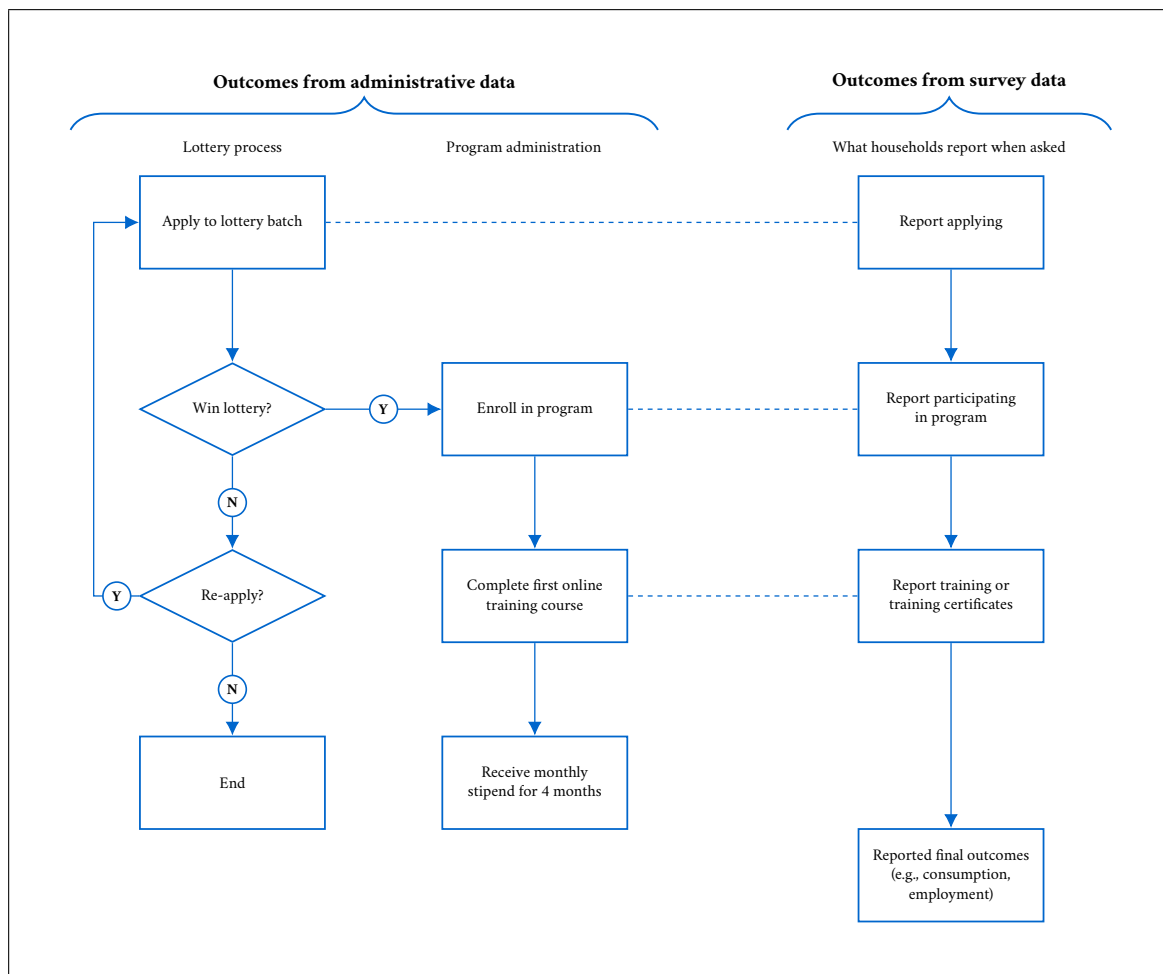 Outcomes from administrative data
Outcomes from survey data
Lottery process
Program administration
What households report when asked
Apply to lottery batch
Report applying
Win lottery?
Y
Enroll in program
Report participating
in program
N
Re-apply?
Y
Complete first online
training course
Report training or
training certificates
N
End
Receive monthly
stipend for 4 months
Reported final outcomes
(e.g., consumption,
employment)